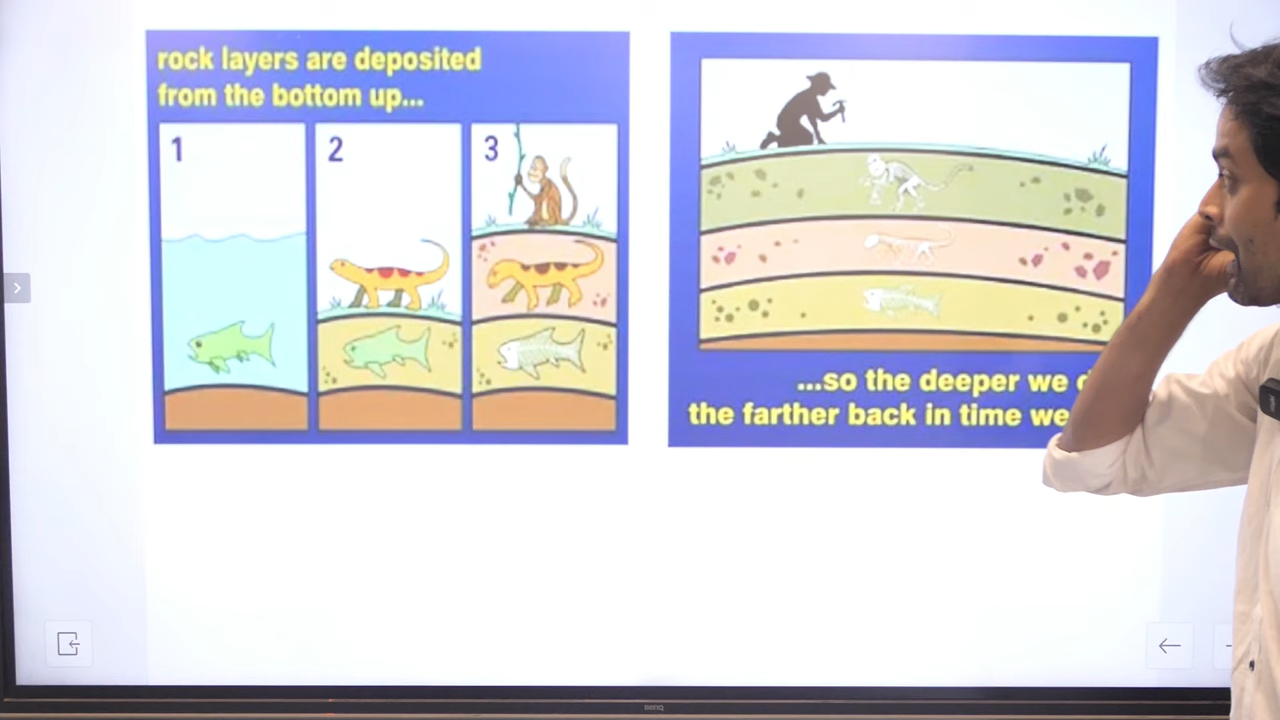 rock layers are deposited
from the bottom up...
1
2
3
...so the deeper we
the farther back in time we
BenQ